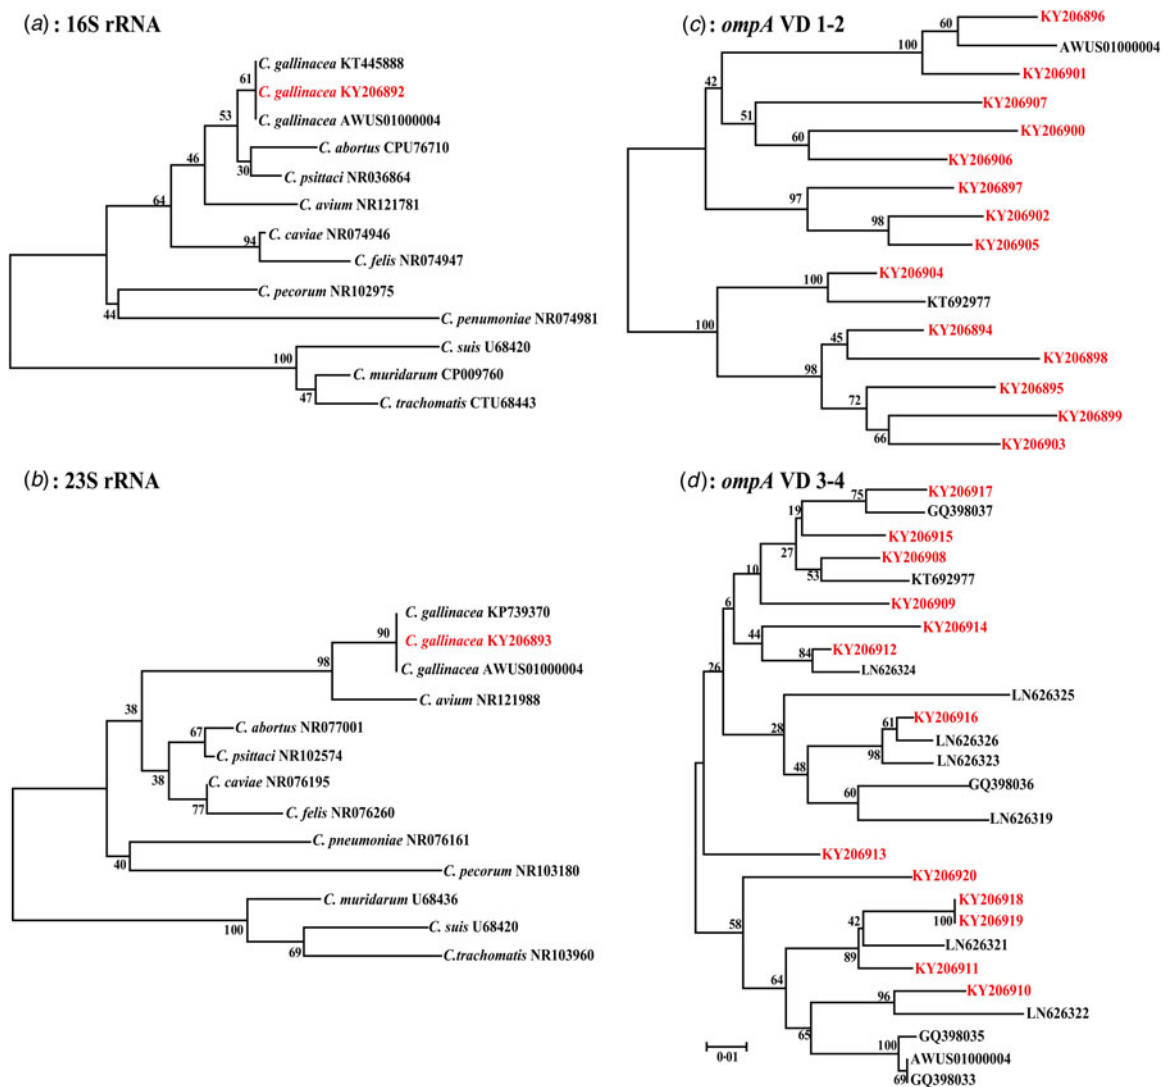 (a): 16S rRNA
C. gallinacea KT445888
61
C. gallinacea KY206892
53
C. gallinacea AWUS01000004
C. abortus CPU76710
46
30
C. psittaci NR036864
64
C. avium NR121781
C. caviae NR074946
94
C. felis NR074947
C. pecorum NR102975
44
C. penumoniae NR074981
C. suis U68420
100
C. muridarum CP009760
47
C. trachomatis CTU68443
(b): 23S rRNA
C. gallinacea KP739370
90
C. gallinacea KY206893
98
C. gallinacea AWUS01000004
C. avium NR121988
38
C. abortus NR077001
67
C. psittaci NR102574
38
C. caviae NR076195
77
C. felis NR076260
C. pneumoniae NR076161
40
C. pecorum NR103180
C. muridarum U68436
100
C. suis U68420
69
C.trachomatis NR103960
(c): ompA VD 1-2
KY206896
60
AWUS01000004
100
KY206901
42
KY206907
51
KY206900
60
KY206906
KY206897
97
KY206902
98
KY206905
KY206904
100
KT692977
100
KY206894
45
KY206898
98
KY206895
72
KY206899
66
KY206903
(d): ompA VD 3-4
KY206917
75
GQ398037
19
KY206915
27
KY206908
53
KT692977
10
KY206909
6
KY206914
44
KY206912
84
LN626324
26
LN626325
28
KY206916
61
LN626326
98
LN626323
48
GQ398036
60
LN626319
KY206913
KY206920
58
KY206918
100
KY206919
42
LN626321
89
KY206911
64
KY206910
96
LN626322
65
GQ398035
100
AWUS01000004
69
GQ398033
0·01